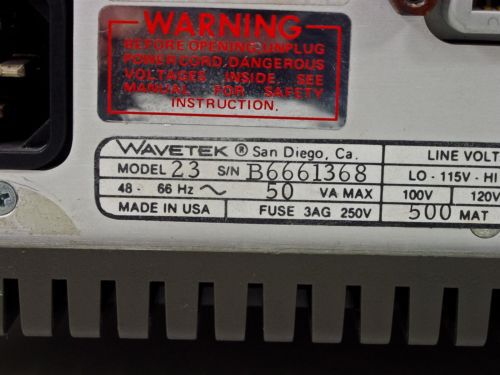 WARNING
BEFORE OPENING, UNPLUG
POWER CORD. DANGEROUS
VOLTAGES INSIDE. SEE
MANUAL FOR SAFETY
INSTRUCTION.
WAVETEK ® San Diego, Ca.
MODEL 23 S/N B6661368
48 - 66 Hz ~ 50 VA MAX
MADE IN USA FUSE 3AG 250V
LINE VOLT
LO - 115V - HI
100V 120V
500 MAT